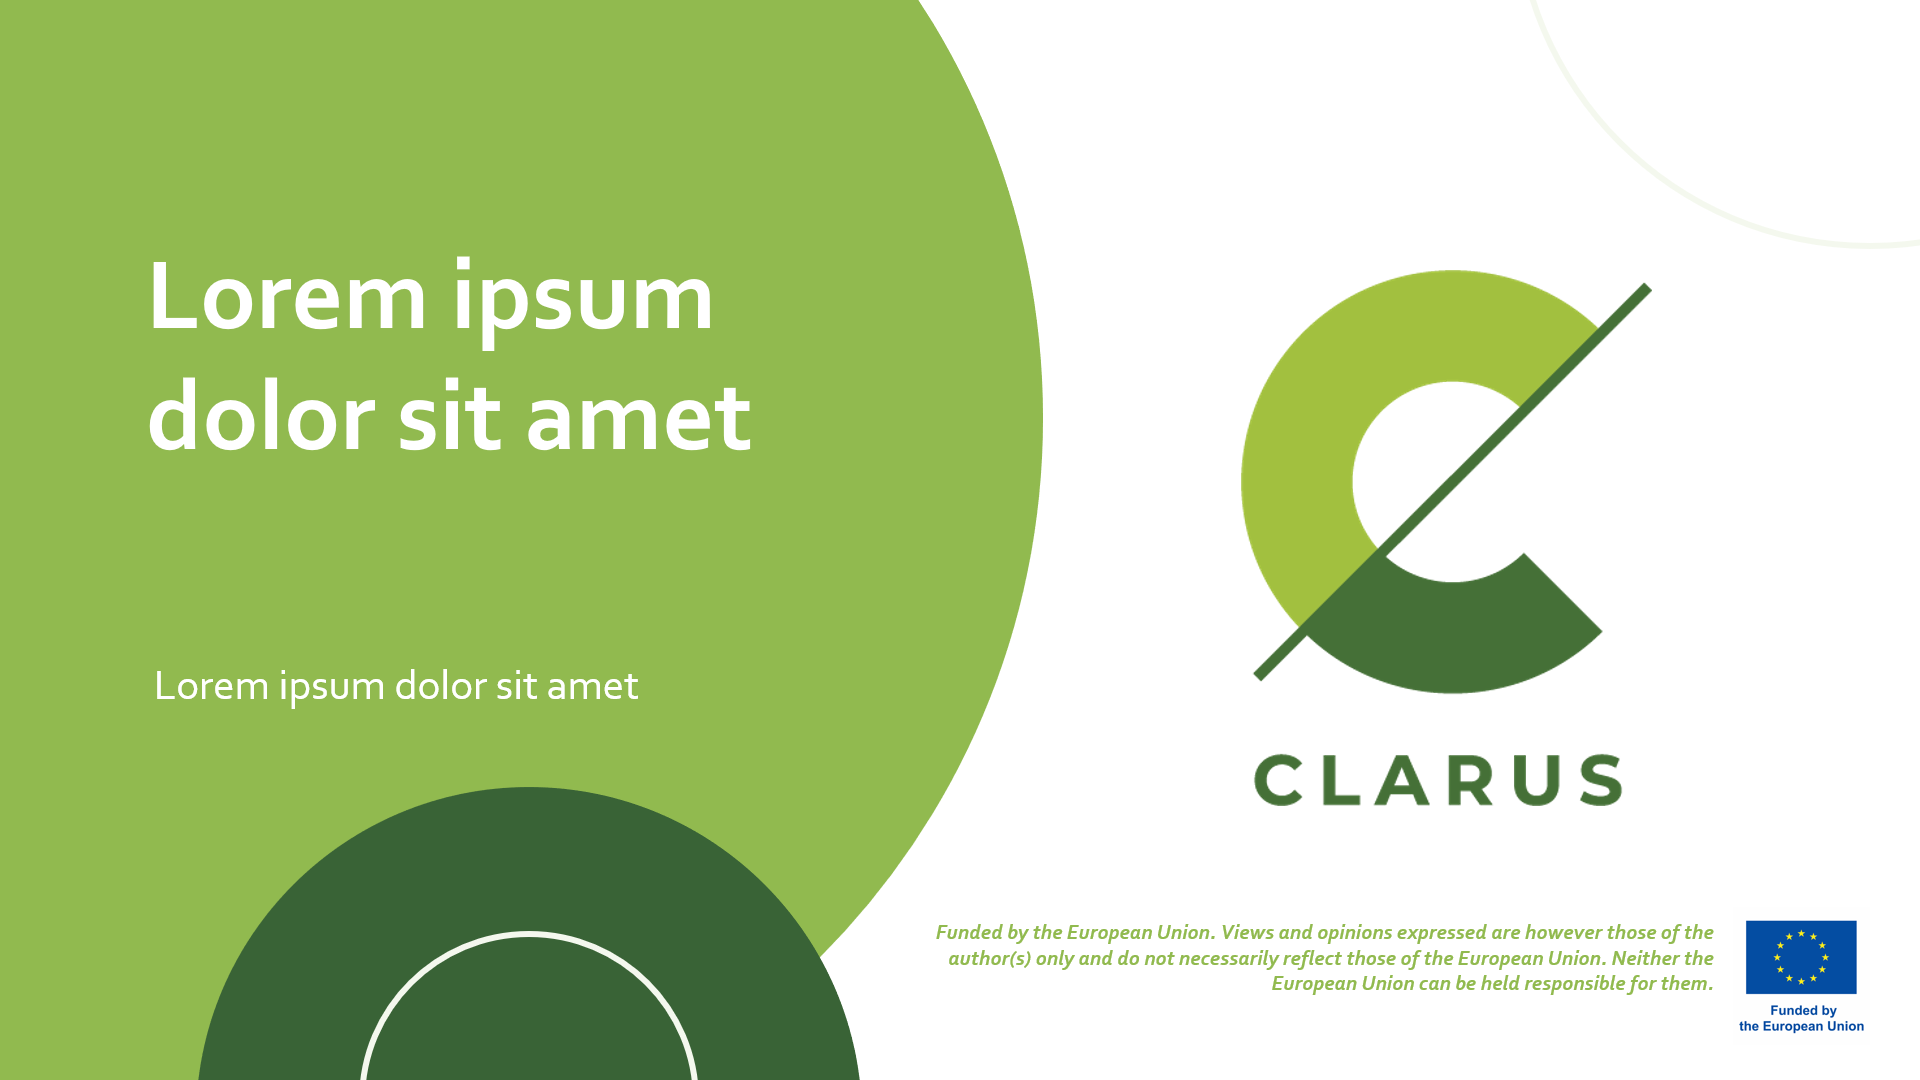 Lorem ipsum
dolor sit amet
Lorem ipsum dolor sit amet
CLARUS
Funded by the European Union. Views and opinions expressed are however those of the
author(s) only and do not necessarily reflect those of the European Union. Neither the
European Union can be held responsible for them.
Funded by
the European Union